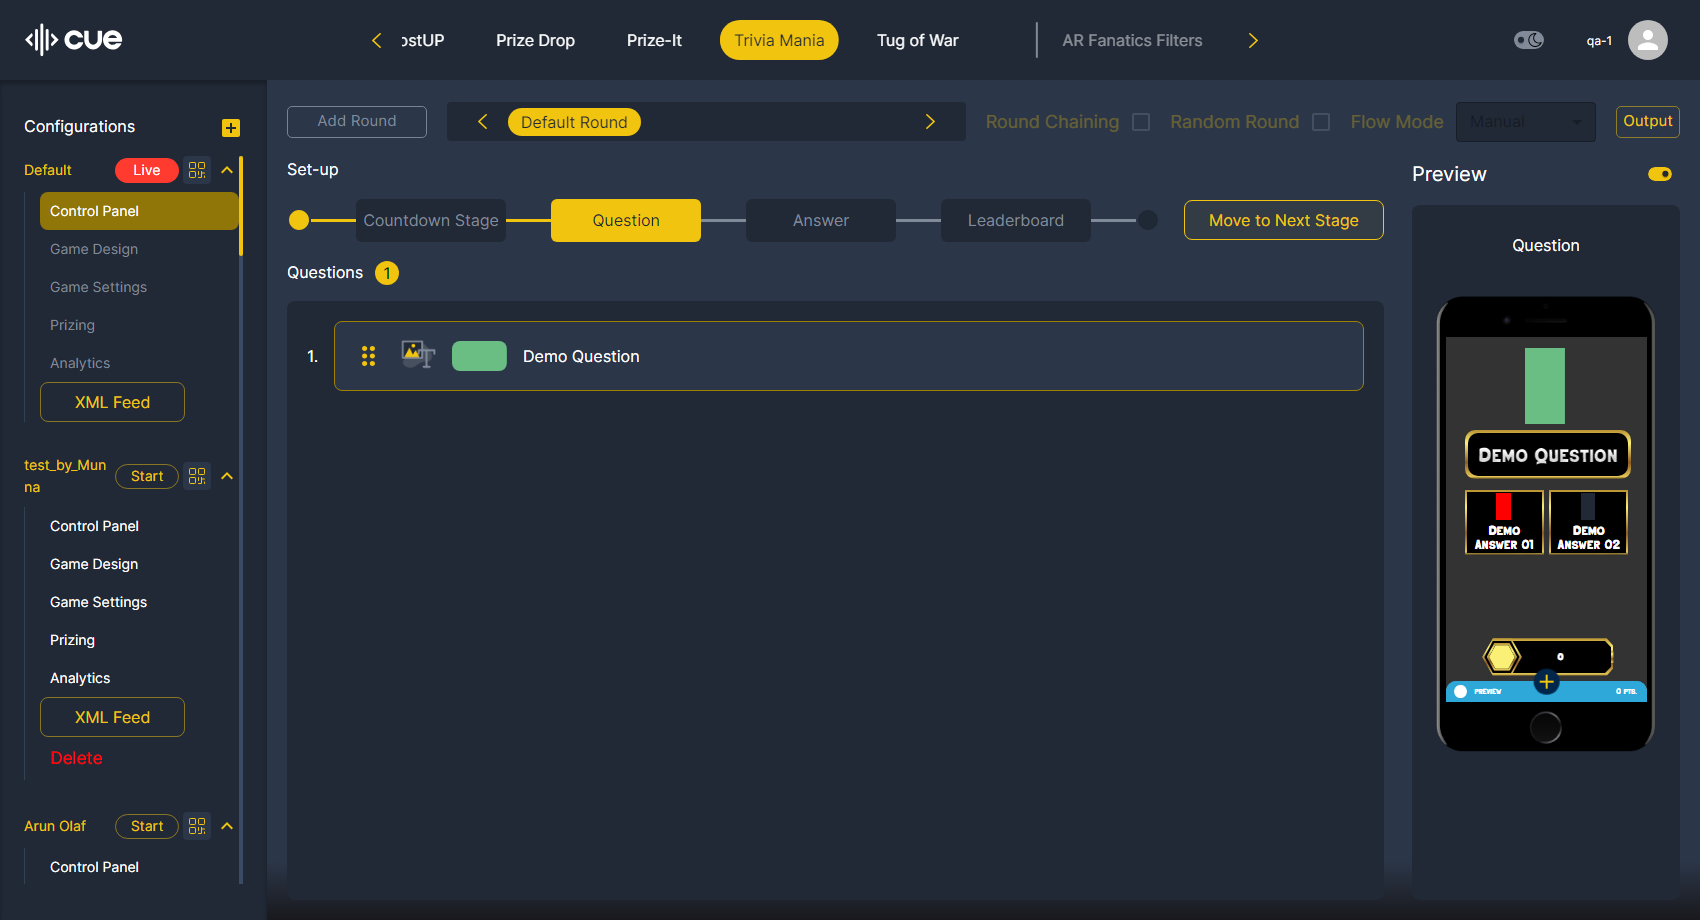 cue
ostUP
Prize Drop
Prize-It
Trivia Mania
Tug of War
AR Fanatics Filters
qa-1
Configurations
Default
Live
Control Panel
Game Design
Game Settings
Prizing
Analytics
XML Feed
test_by_Mun
na
Start
Control Panel
Game Design
Game Settings
Prizing
Analytics
XML Feed
Delete
Arun Olaf
Start
Control Panel
Add Round
Default Round
Round Chaining
Random Round
Flow Mode
Manual
Output
Set-up
Countdown Stage
Question
Answer
Leaderboard
Move to Next Stage
Questions
1
1.
Demo Question
Preview
Question
Demo Question
Demo
Answer 01
Demo
Answer 02
0
PREVIEW
0 PTS.